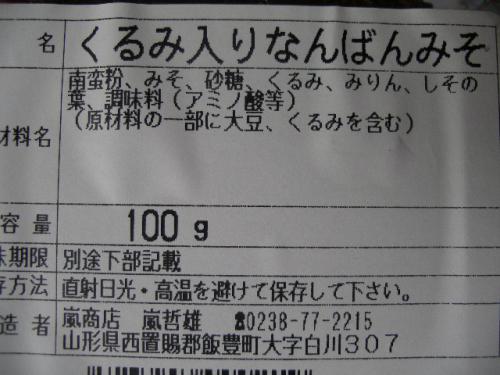 名 くるみ入りなんばんみそ
南蛮粉、みそ、砂糖、くるみ、みりん、しその
葉、調味料(アミノ酸等)
(原材料の一部に大豆、くるみを含む)
材料名
容量 100g
味期限 別途下部記載
存方法 直射日光・高温を避けて保存して下さい。
造者 嵐商店 嵐哲雄 ☎0238-77-2215
山形県西置賜郡飯豊町大字白川307